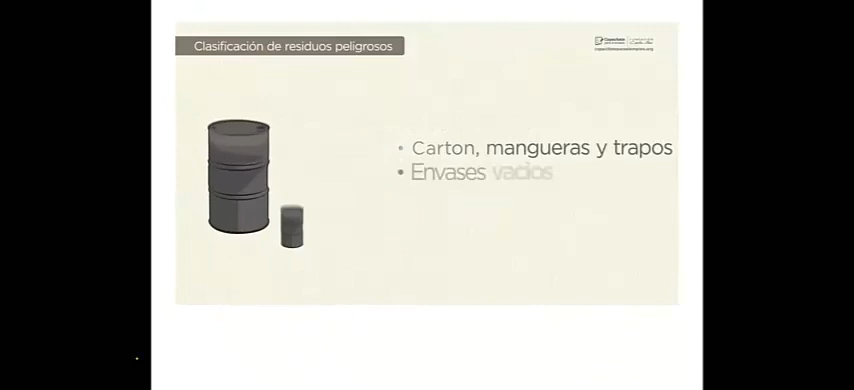 Clasificación de residuos peligrosos
• Carton, mangueras y trapos
• Envases vacios